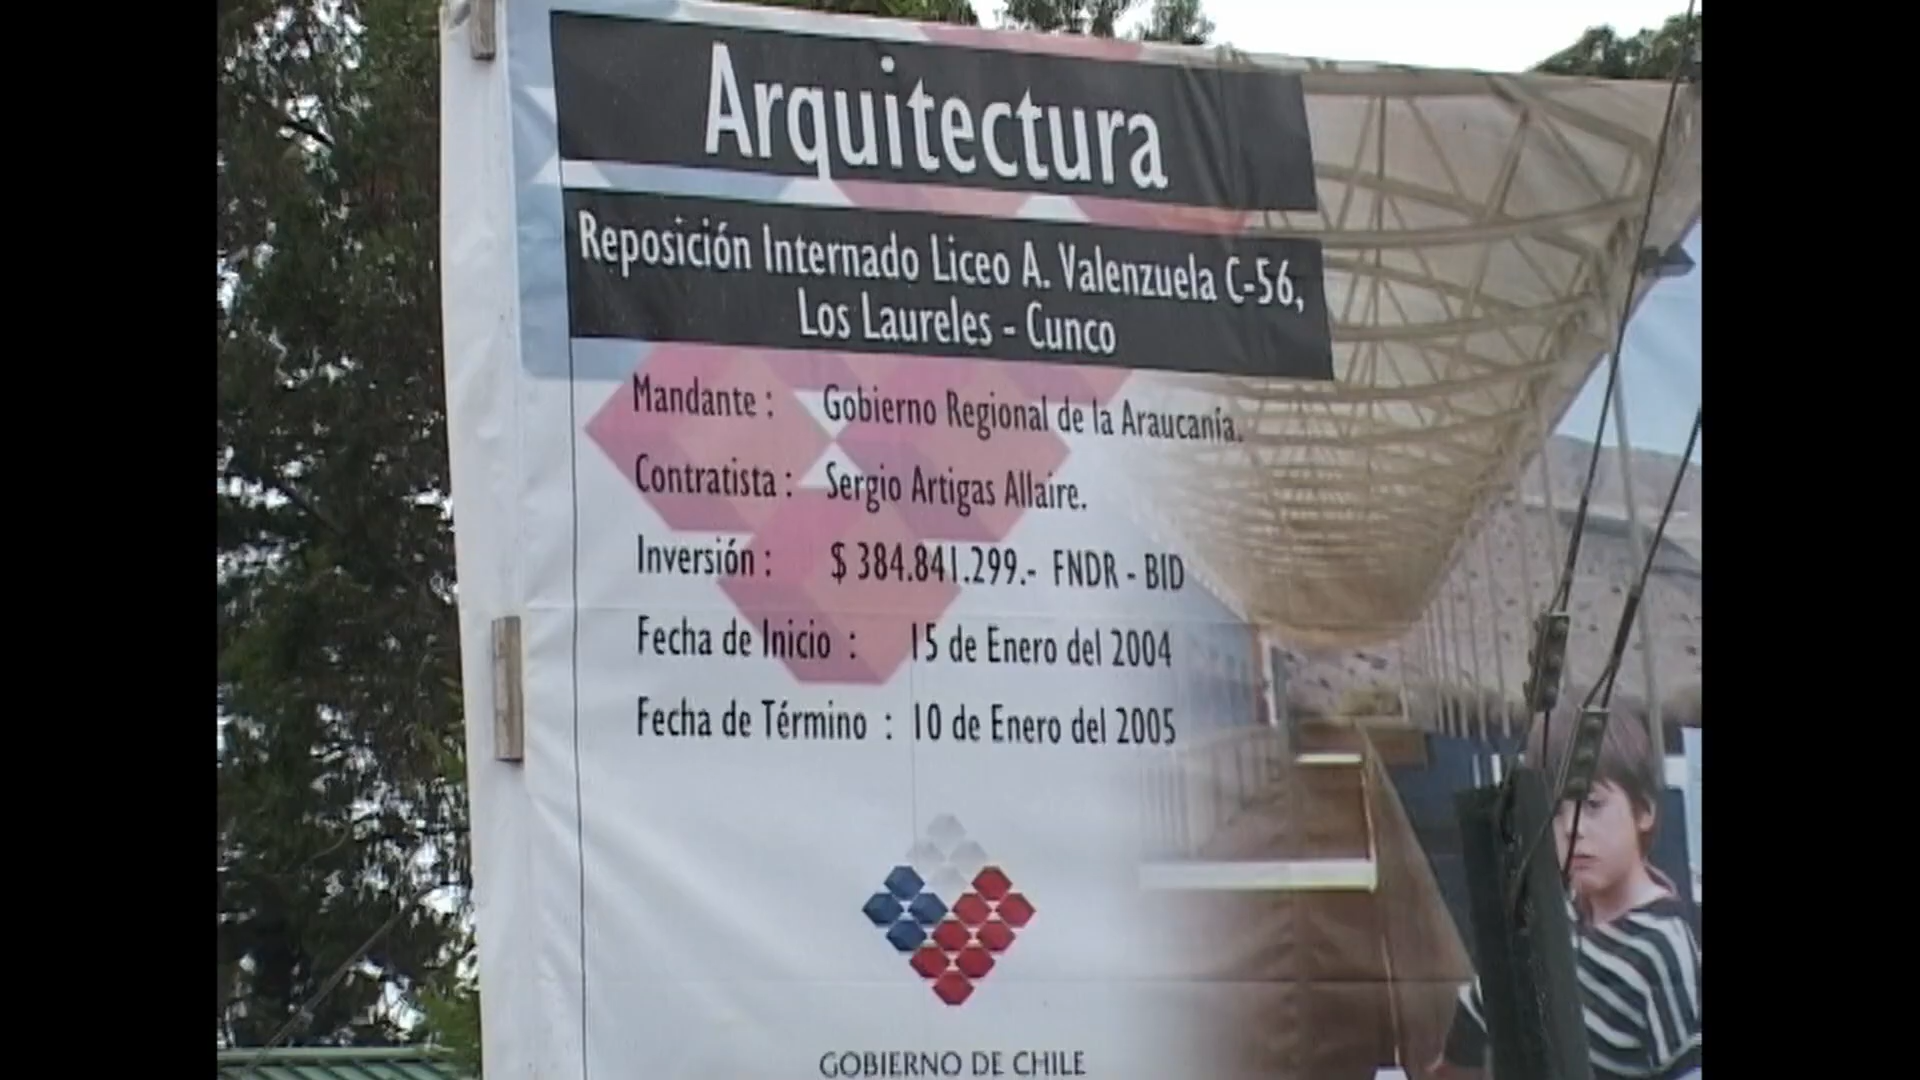 Arquitectura
Reposición Internado Liceo A. Valenzuela C-56,
Los Laureles - Cunco
Mandante : Gobierno Regional de la Araucanía.
Contratista : Sergio Artigas Allaire.
Inversión : $ 384.841.299.- FNDR - BID
Fecha de Inicio : 15 de Enero del 2004
Fecha de Término : 10 de Enero del 2005
GOBIERNO DE CHILE